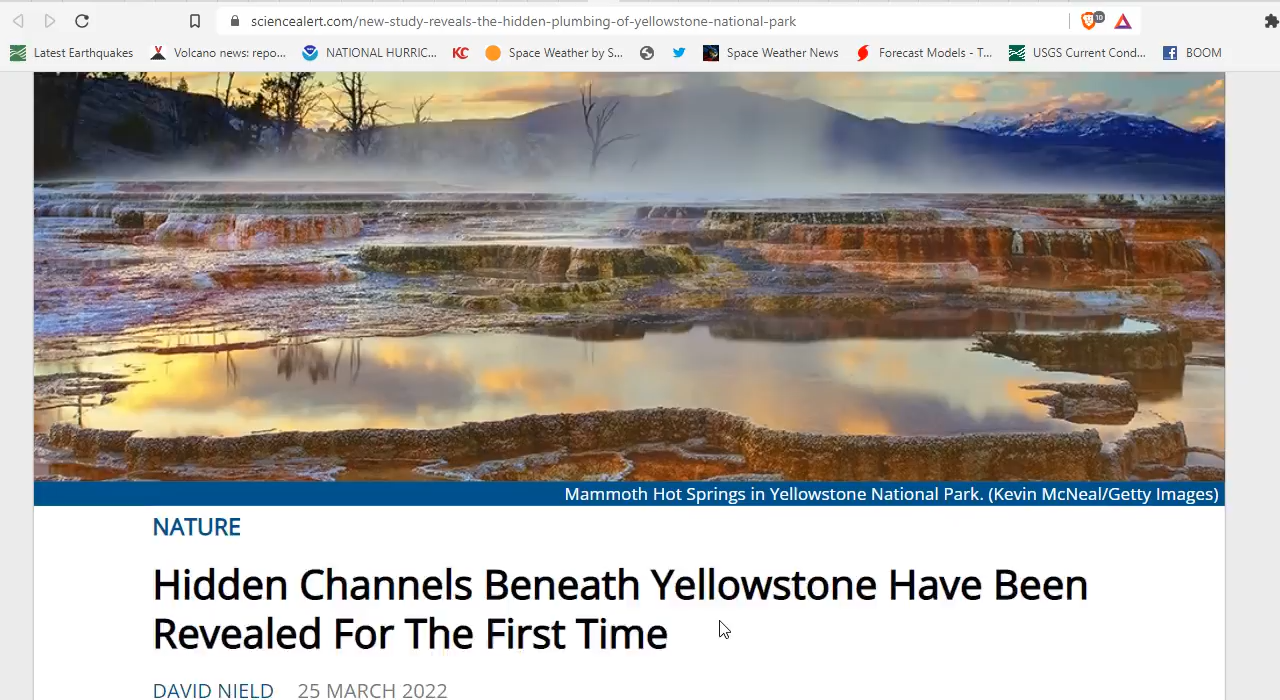 sciencealert.com/new-study-reveals-the-hidden-plumbing-of-yellowstone-national-park
10
Latest Earthquakes Volcano news: repo... NATIONAL HURRIC... KC Space Weather by S... Space Weather News Forecast Models - T... USGS Current Cond... BOOM
Mammoth Hot Springs in Yellowstone National Park. (Kevin McNeal/Getty Images)
NATURE
Hidden Channels Beneath Yellowstone Have Been
Revealed For The First Time
DAVID NIELD 25 MARCH 2022